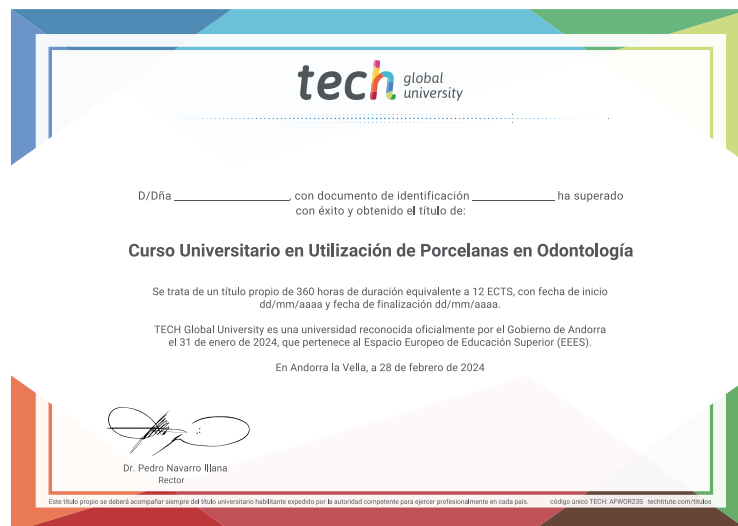 tech global university
D/Dña ________________, con documento de identificación ____________ ha superado
con éxito y obtenido el título de:
Curso Universitario en Utilización de Porcelanas en Odontología
Se trata de un título propio de 360 horas de duración equivalente a 12 ECTS, con fecha de inicio
dd/mm/aaaa y fecha de finalización dd/mm/aaaa.
TECH Global University es una universidad reconocida oficialmente por el Gobierno de Andorra
el 31 de enero de 2024, que pertenece al Espacio Europeo de Educación Superior (EEES).
En Andorra la Vella, a 28 de febrero de 2024
Dr. Pedro Navarro Illana
Rector
Este título propio se deberá acompañar siempre del título universitario habilitante expedido por la autoridad competente para ejercer profesionalmente en cada país. código único TECH: AFWOR23S techtitute.com/titulos